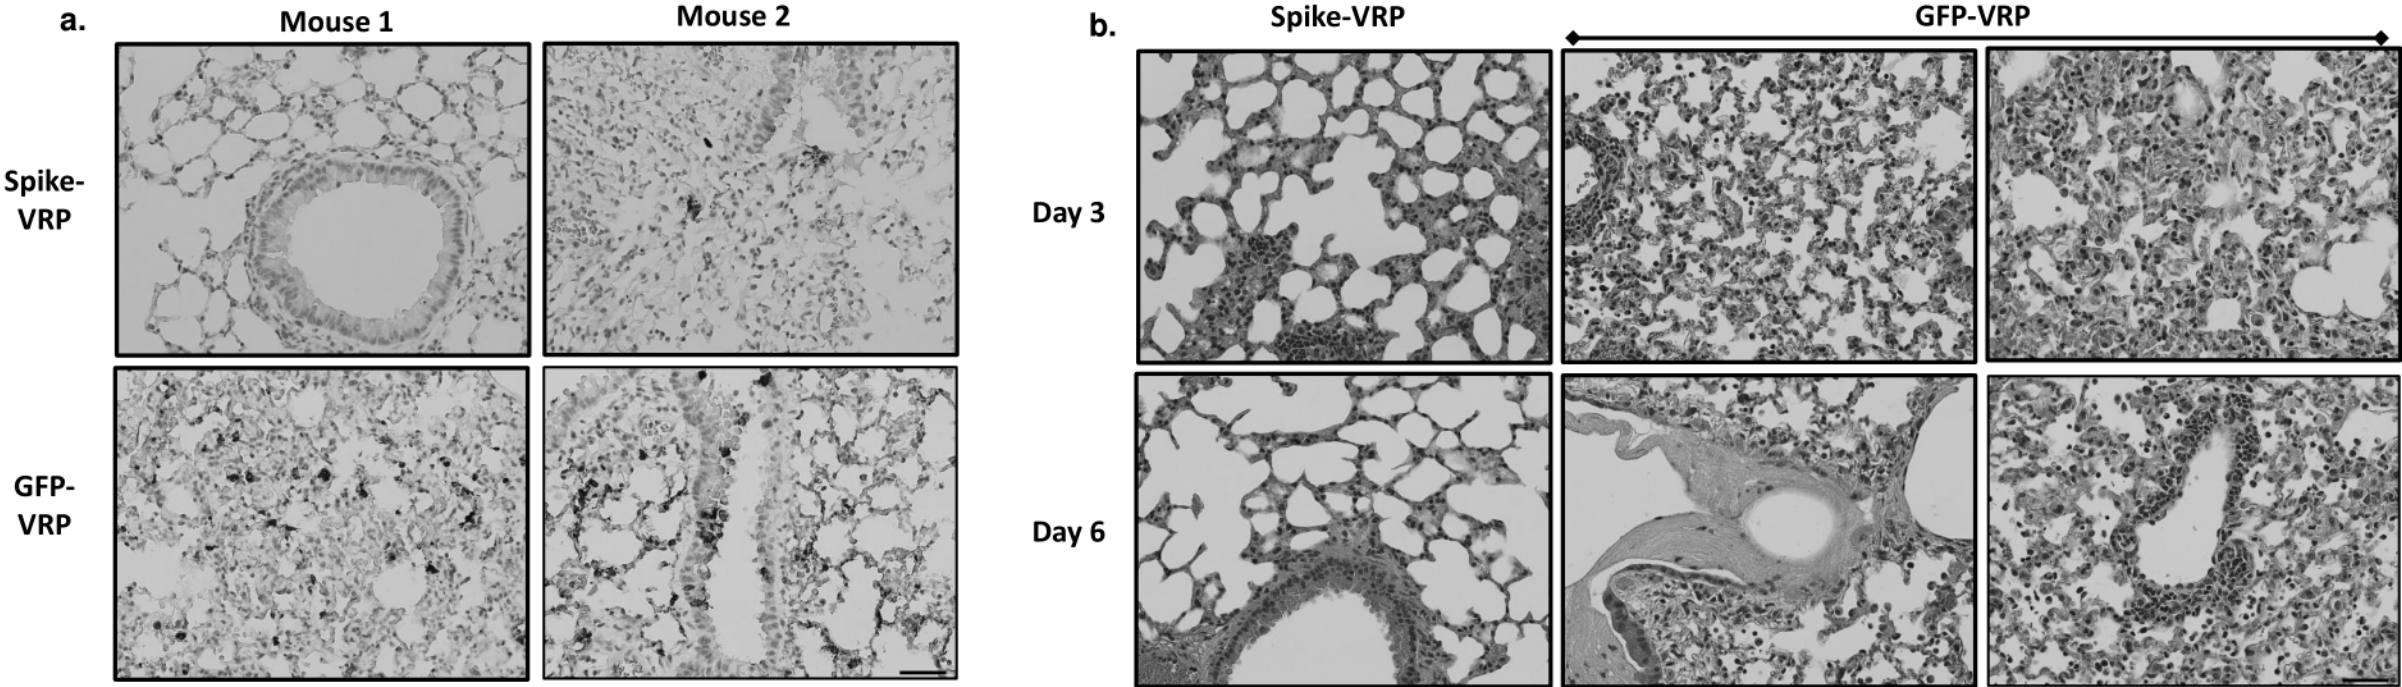 a.
Mouse 1
Mouse 2
Spike-
VRP
GFP-
VRP
b.
Spike-VRP
GFP-VRP
Day 3
Day 6